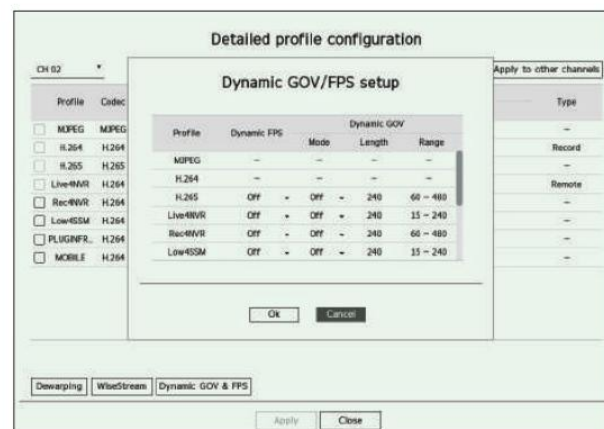 Detailed profile configuration
CH 02
Apply to other channels
Dynamic GOV/FPS setup
Profile Codec Type
Profile Dynamic FPS Dynamic GOV
Mode Length Range
MJPEG MJPEG –
H.264 H.264 Record
H.265 H.265 –
Live4NVR H.264 Remote
Rec4NVR H.264 –
Low4SSM H.264 –
PLUGINFR.. H.264 –
MOBILE H.264 –
MJPEG – – – –
H.264 – – – –
H.265 Off Off 240 60 ~ 480
Live4NVR Off Off 240 15 ~ 240
Rec4NVR Off Off 240 60 ~ 480
Low4SSM Off Off 240 15 ~ 240
Ok Cancel
Dewarping WiseStream Dynamic GOV & FPS
Apply Close